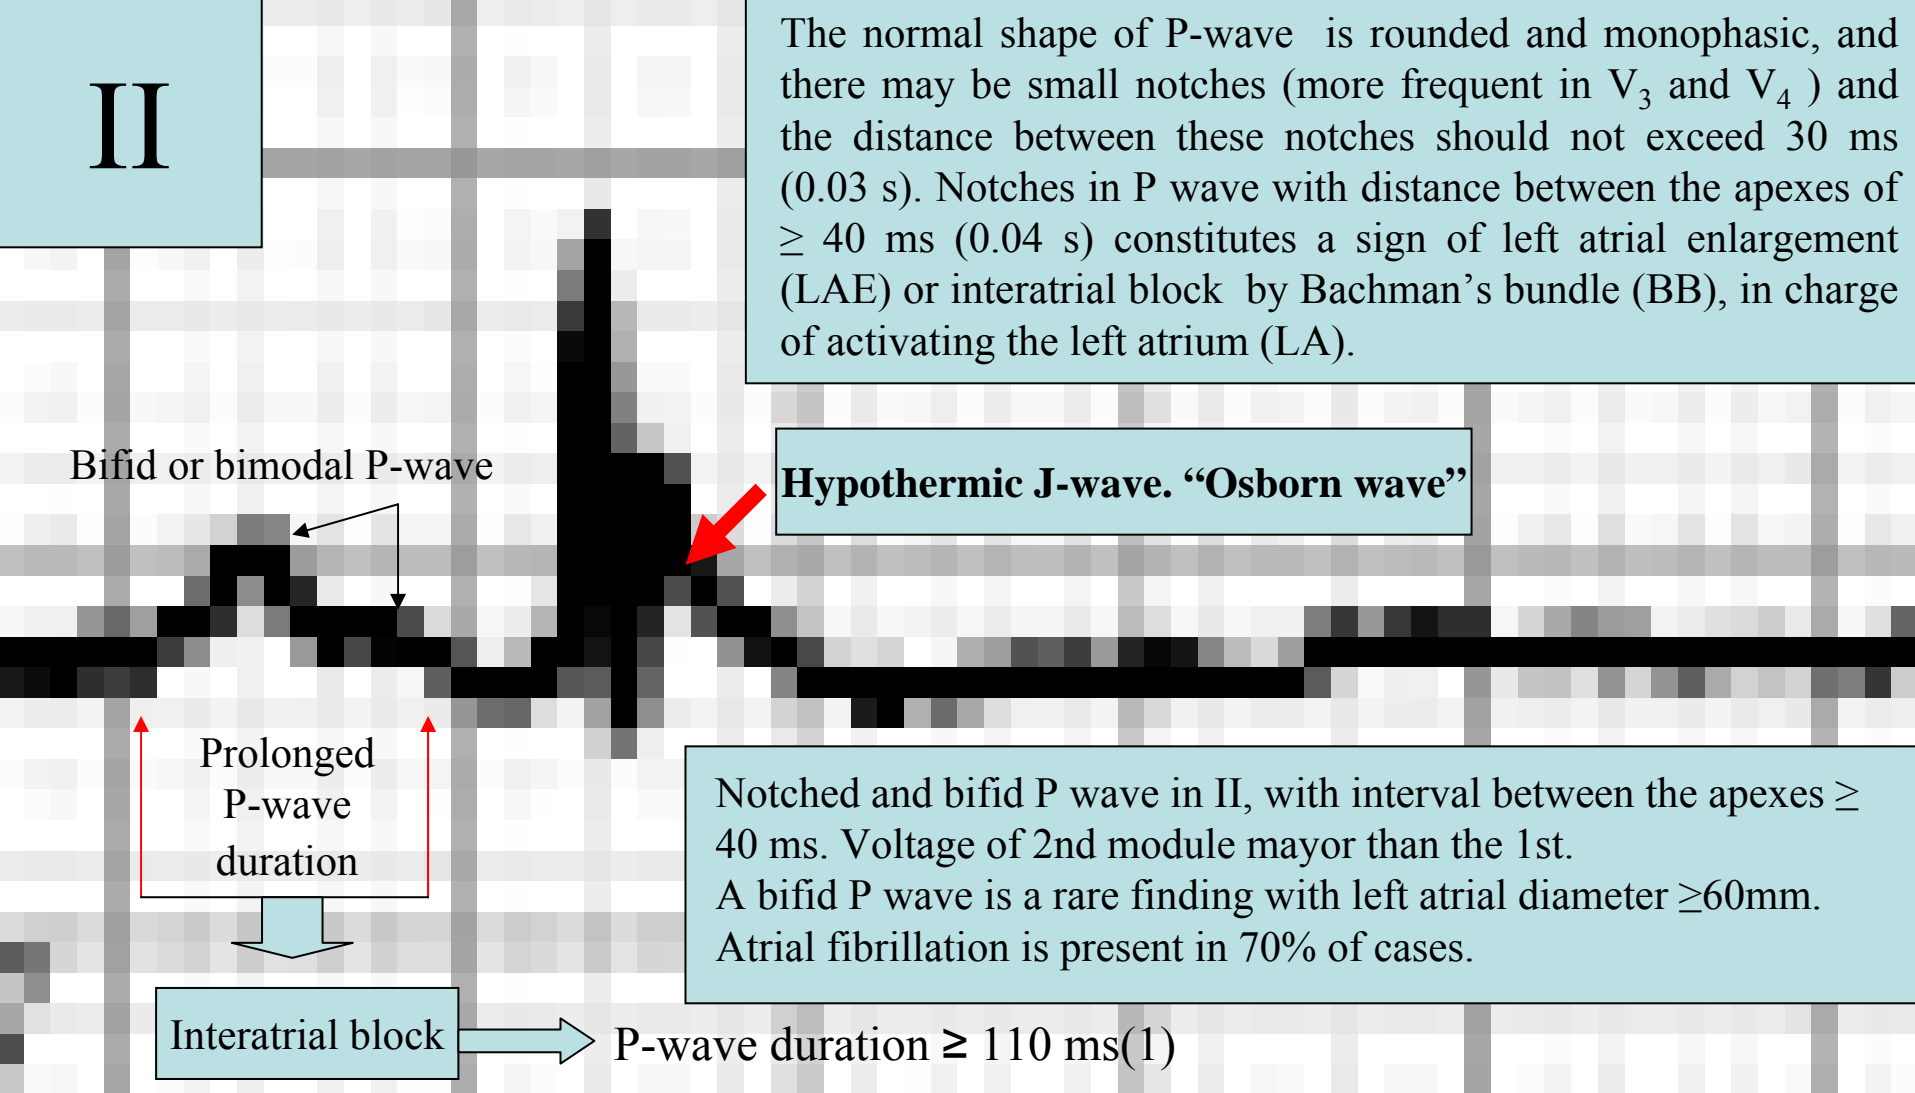 II
The normal shape of P-wave is rounded and monophasic, and
there may be small notches (more frequent in V3 and V4 ) and
the distance between these notches should not exceed 30 ms
(0.03 s). Notches in P wave with distance between the apexes of
≥ 40 ms (0.04 s) constitutes a sign of left atrial enlargement
(LAE) or interatrial block by Bachman’s bundle (BB), in charge
of activating the left atrium (LA).
Bifid or bimodal P-wave
Hypothermic J-wave. “Osborn wave”
Prolonged
P-wave
duration
Notched and bifid P wave in II, with interval between the apexes ≥
40 ms. Voltage of 2nd module mayor than the 1st.
A bifid P wave is a rare finding with left atrial diameter ≥60mm.
Atrial fibrillation is present in 70% of cases.
Interatrial block
P-wave duration ≥ 110 ms(1)